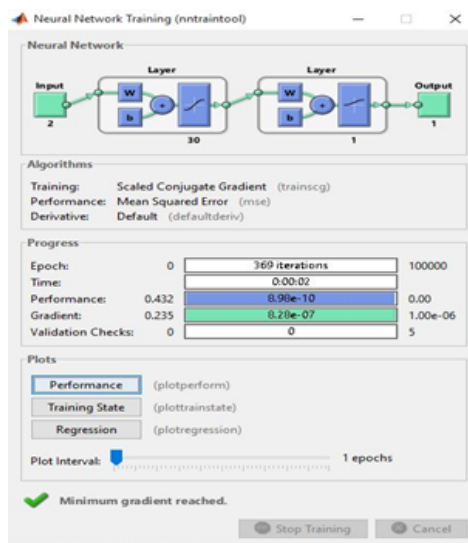 Neural Network Training (nntraintool)
Neural Network
Layer Layer
Input Output
W W
+ +
b b
2 1
30 1
Algorithms
Training: Scaled Conjugate Gradient (trainscg)
Performance: Mean Squared Error (mse)
Derivative: Default (defaultderiv)
Progress
Epoch: 0 369 iterations 100000
Time: 0:00:02
Performance: 0.432 8.98e-10 0.00
Gradient: 0.235 8.28e-07 1.00e-06
Validation Checks: 0 0 5
Plots
Performance (plotperform)
Training State (plottrainstate)
Regression (plotregression)
Plot Interval: 1 epochs
Minimum gradient reached.
Stop Training Cancel